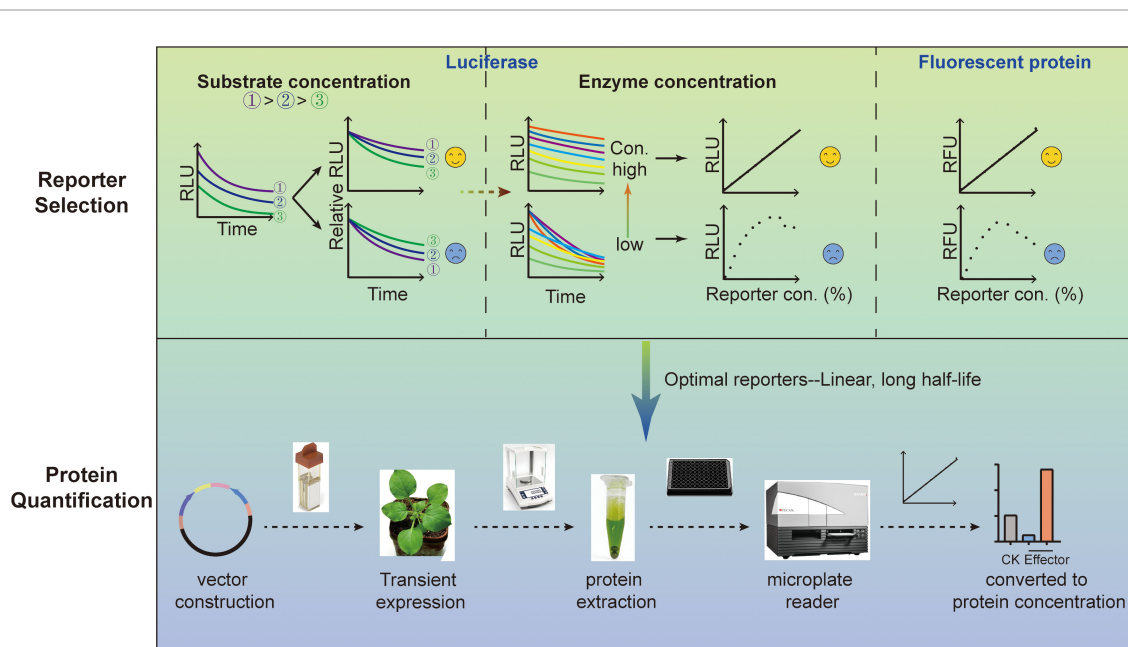 Luciferase
Fluorescent protein
Substrate concentration
①>②>③
Enzyme concentration
Reporter
Selection
RLU
Time
①
②
③
Relative RLU
①
②
③
③
②
①
Time
RLU
RLU
Time
Con.
high
low
RLU
RLU
Reporter con. (%)
RFU
RFU
Reporter con. (%)
Optimal reporters--Linear, long half-life
Protein
Quantification
vector
construction
Transient
expression
protein
extraction
microplate
reader
CK Effector
converted to
protein concentration